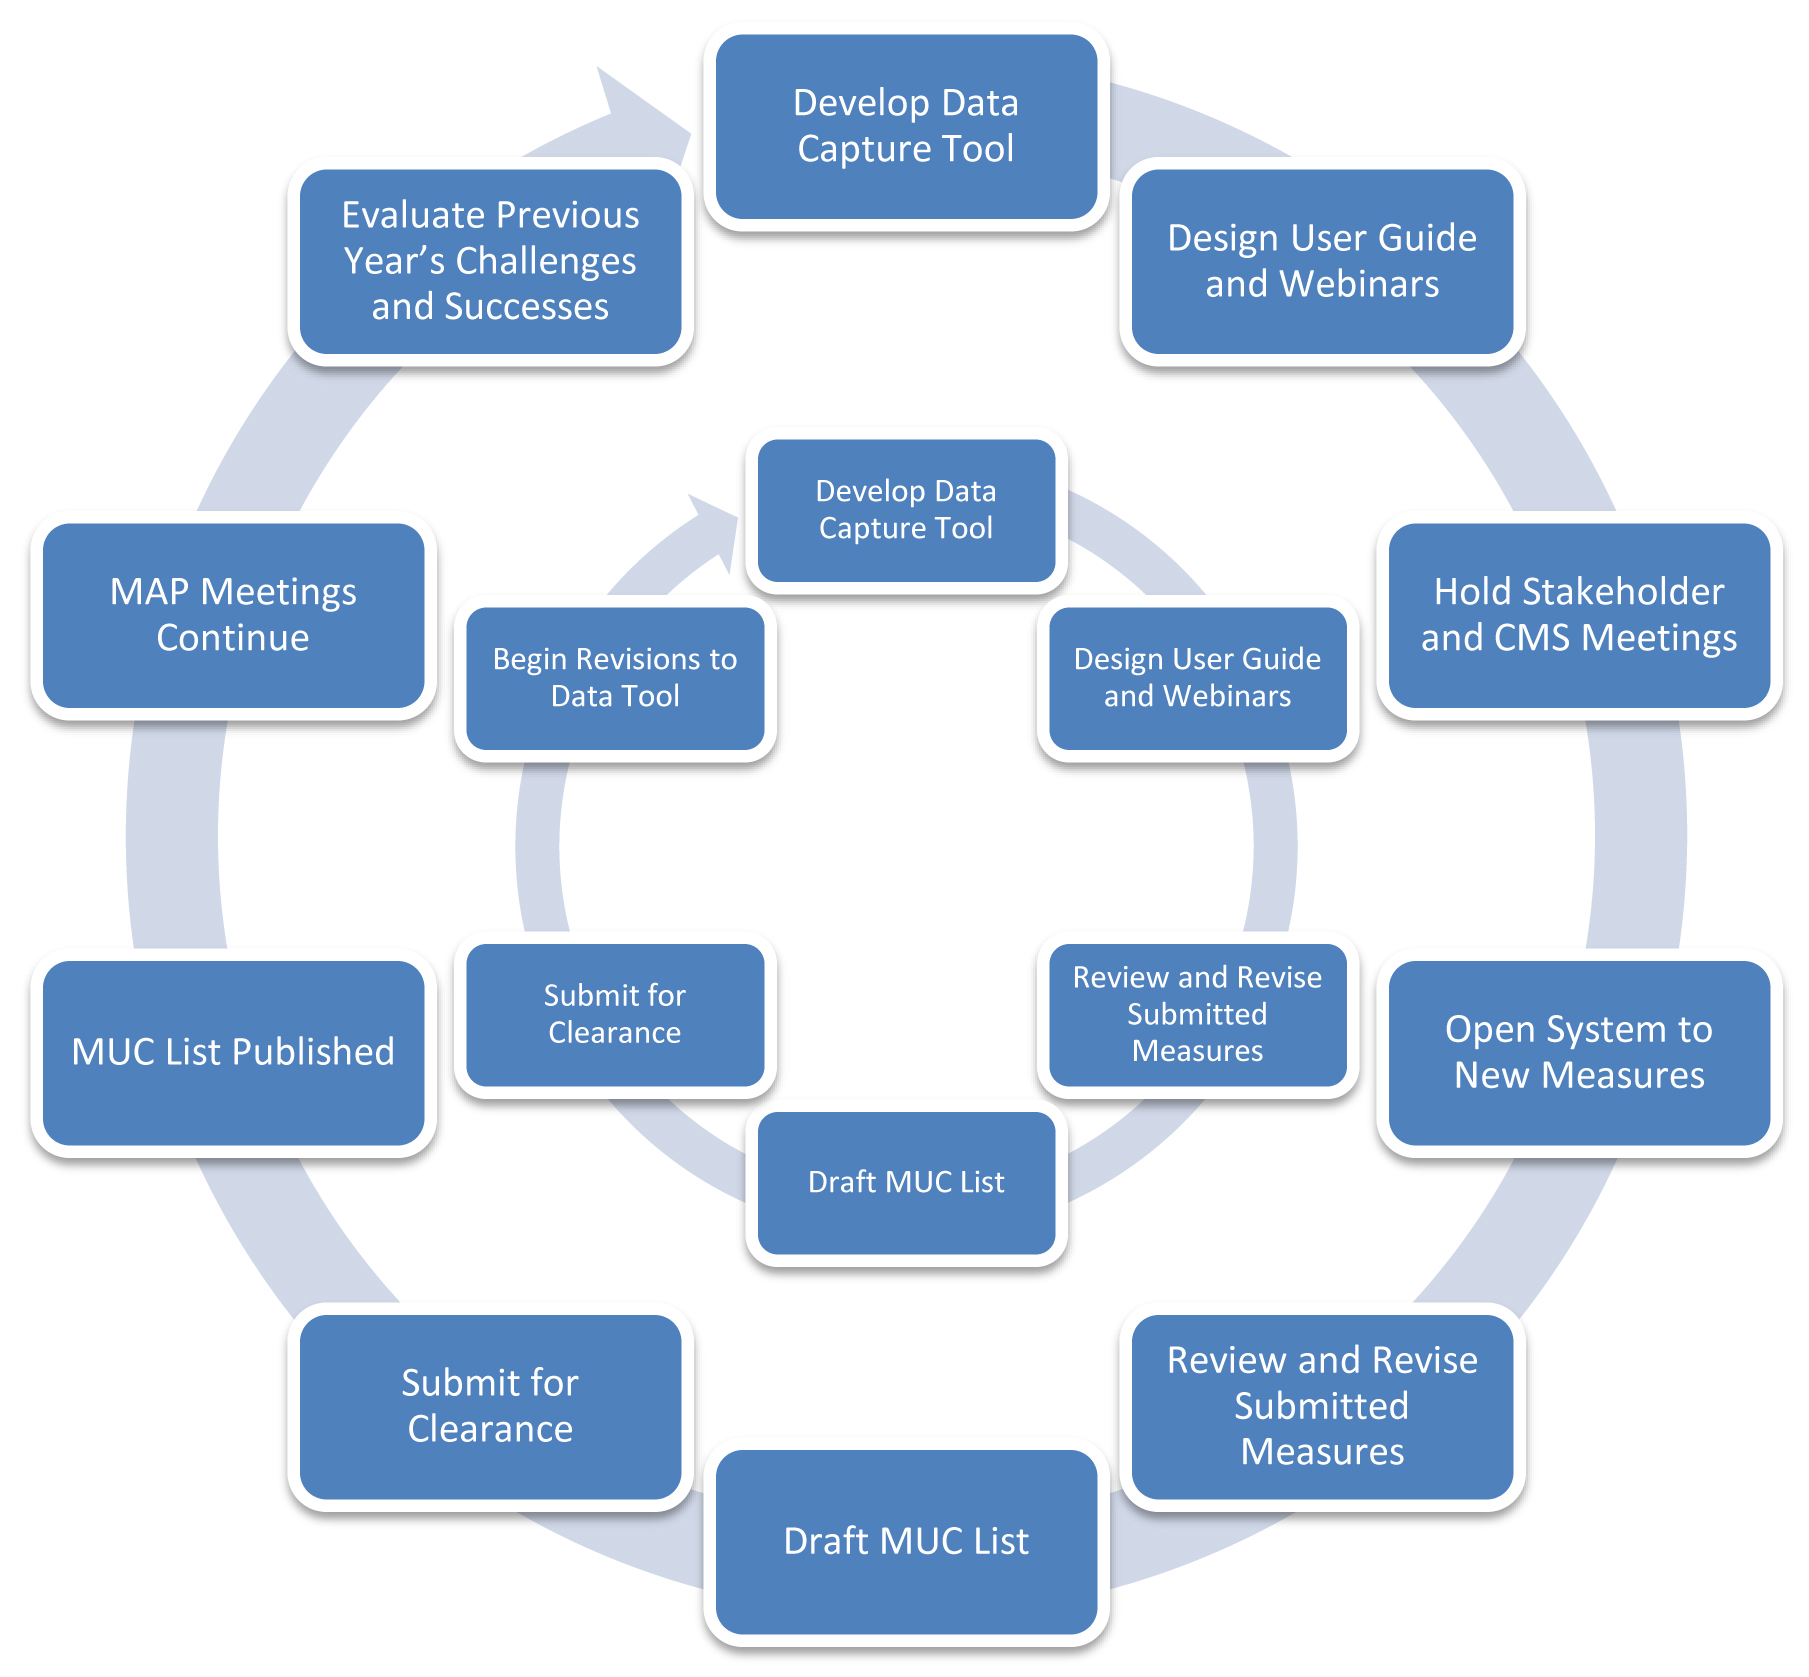 Develop Data
Capture Tool
Design User Guide
and Webinars
Hold Stakeholder
and CMS Meetings
Open System to
New Measures
Review and Revise
Submitted
Measures
Draft MUC List
Submit for
Clearance
MUC List Published
MAP Meetings
Continue
Evaluate Previous
Year’s Challenges
and Successes
Develop Data
Capture Tool
Design User Guide
and Webinars
Review and Revise
Submitted
Measures
Draft MUC List
Submit for
Clearance
Begin Revisions to
Data Tool